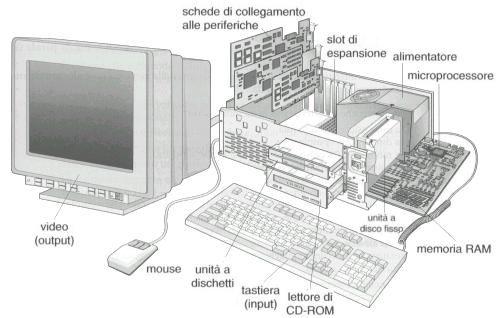 schede di collegamento
alle periferiche
slot di
espansione
alimentatore
microprocessore
video
(output)
mouse
unità a
dischetti
tastiera
(input)
lettore di
CD-ROM
unità a
disco fisso
memoria RAM